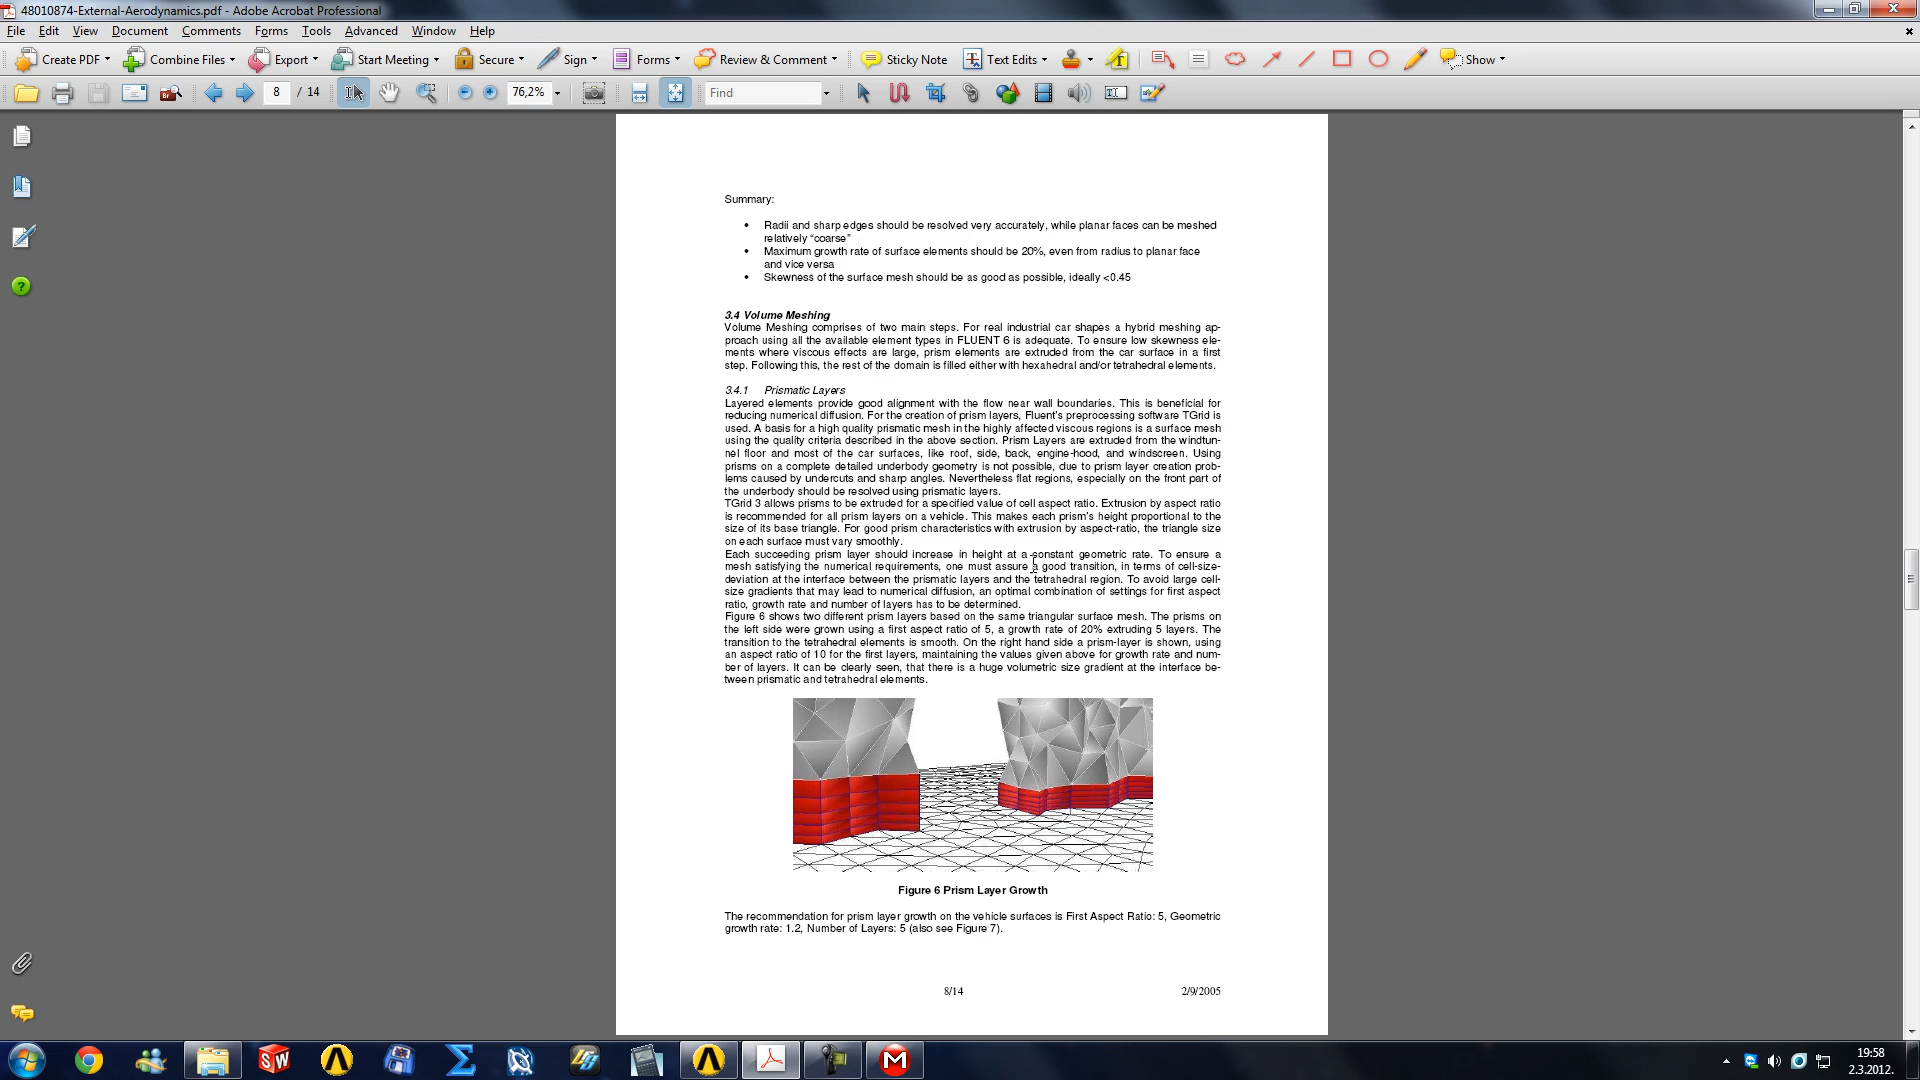 48010874-External-Aerodynamics.pdf - Adobe Acrobat Professional
File Edit View Document Comments Forms Tools Advanced Window Help
Create PDF Combine Files Export Start Meeting Secure Sign Forms Review & Comment Sticky Note Text Edits Show
8 / 14 76,2% Find
Summary:
• Radii and sharp edges should be resolved very accurately, while planar faces can be meshed
relatively “coarse”
• Maximum growth rate of surface elements should be 20%, even from radius to planar face
and vice versa
• Skewness of the surface mesh should be as good as possible, ideally <0.45
3.4 Volume Meshing
Volume Meshing comprises of two main steps. For real industrial car shapes a hybrid meshing ap-
proach using all the available element types in FLUENT 6 is adequate. To ensure low skewness ele-
ments where viscous effects are large, prism elements are extruded from the car surface in a first
step. Following this, the rest of the domain is filled either with hexahedral and/or tetrahedral elements.
3.4.1 Prismatic Layers
Layered elements provide good alignment with the flow near wall boundaries. This is beneficial for
reducing numerical diffusion. For the creation of prism layers, Fluent’s preprocessing software TGrid is
used. A basis for a high quality prismatic mesh in the highly affected viscous regions is a surface mesh
using the quality criteria described in the above section. Prism Layers are extruded from the windtun-
nel floor and most of the car surfaces, like roof, side, back, engine-hood, and windscreen. Using
prisms on a complete detailed underbody geometry is not possible, due to prism layer creation prob-
lems caused by undercuts and sharp angles. Nevertheless flat regions, especially on the front part of
the underbody should be resolved using prismatic layers.
TGrid 3 allows prisms to be extruded for a specified value of cell aspect ratio. Extrusion by aspect ratio
is recommended for all prism layers on a vehicle. This makes each prism’s height proportional to the
size of its base triangle. For good prism characteristics with extrusion by aspect-ratio, the triangle size
on each surface must vary smoothly.
Each succeeding prism layer should increase in height at a constant geometric rate. To ensure a
mesh satisfying the numerical requirements, one must assure a good transition, in terms of cell-size-
deviation at the interface between the prismatic layers and the tetrahedral region. To avoid large cell-
size gradients that may lead to numerical diffusion, an optimal combination of settings for first aspect
ratio, growth rate and number of layers has to be determined.
Figure 6 shows two different prism layers based on the same triangular surface mesh. The prisms on
the left side were grown using a first aspect ratio of 5, a growth rate of 20% extruding 5 layers. The
transition to the tetrahedral elements is smooth. On the right hand side a prism-layer is shown, using
an aspect ratio of 10 for the first layers, maintaining the values given above for growth rate and num-
ber of layers. It can be clearly seen, that there is a huge volumetric size gradient at the interface be-
tween prismatic and tetrahedral elements.
Figure 6 Prism Layer Growth
The recommendation for prism layer growth on the vehicle surfaces is First Aspect Ratio: 5, Geometric
growth rate: 1.2, Number of Layers: 5 (also see Figure 7).
8/14 2/9/2005
SW
19:58
2.3.2012.